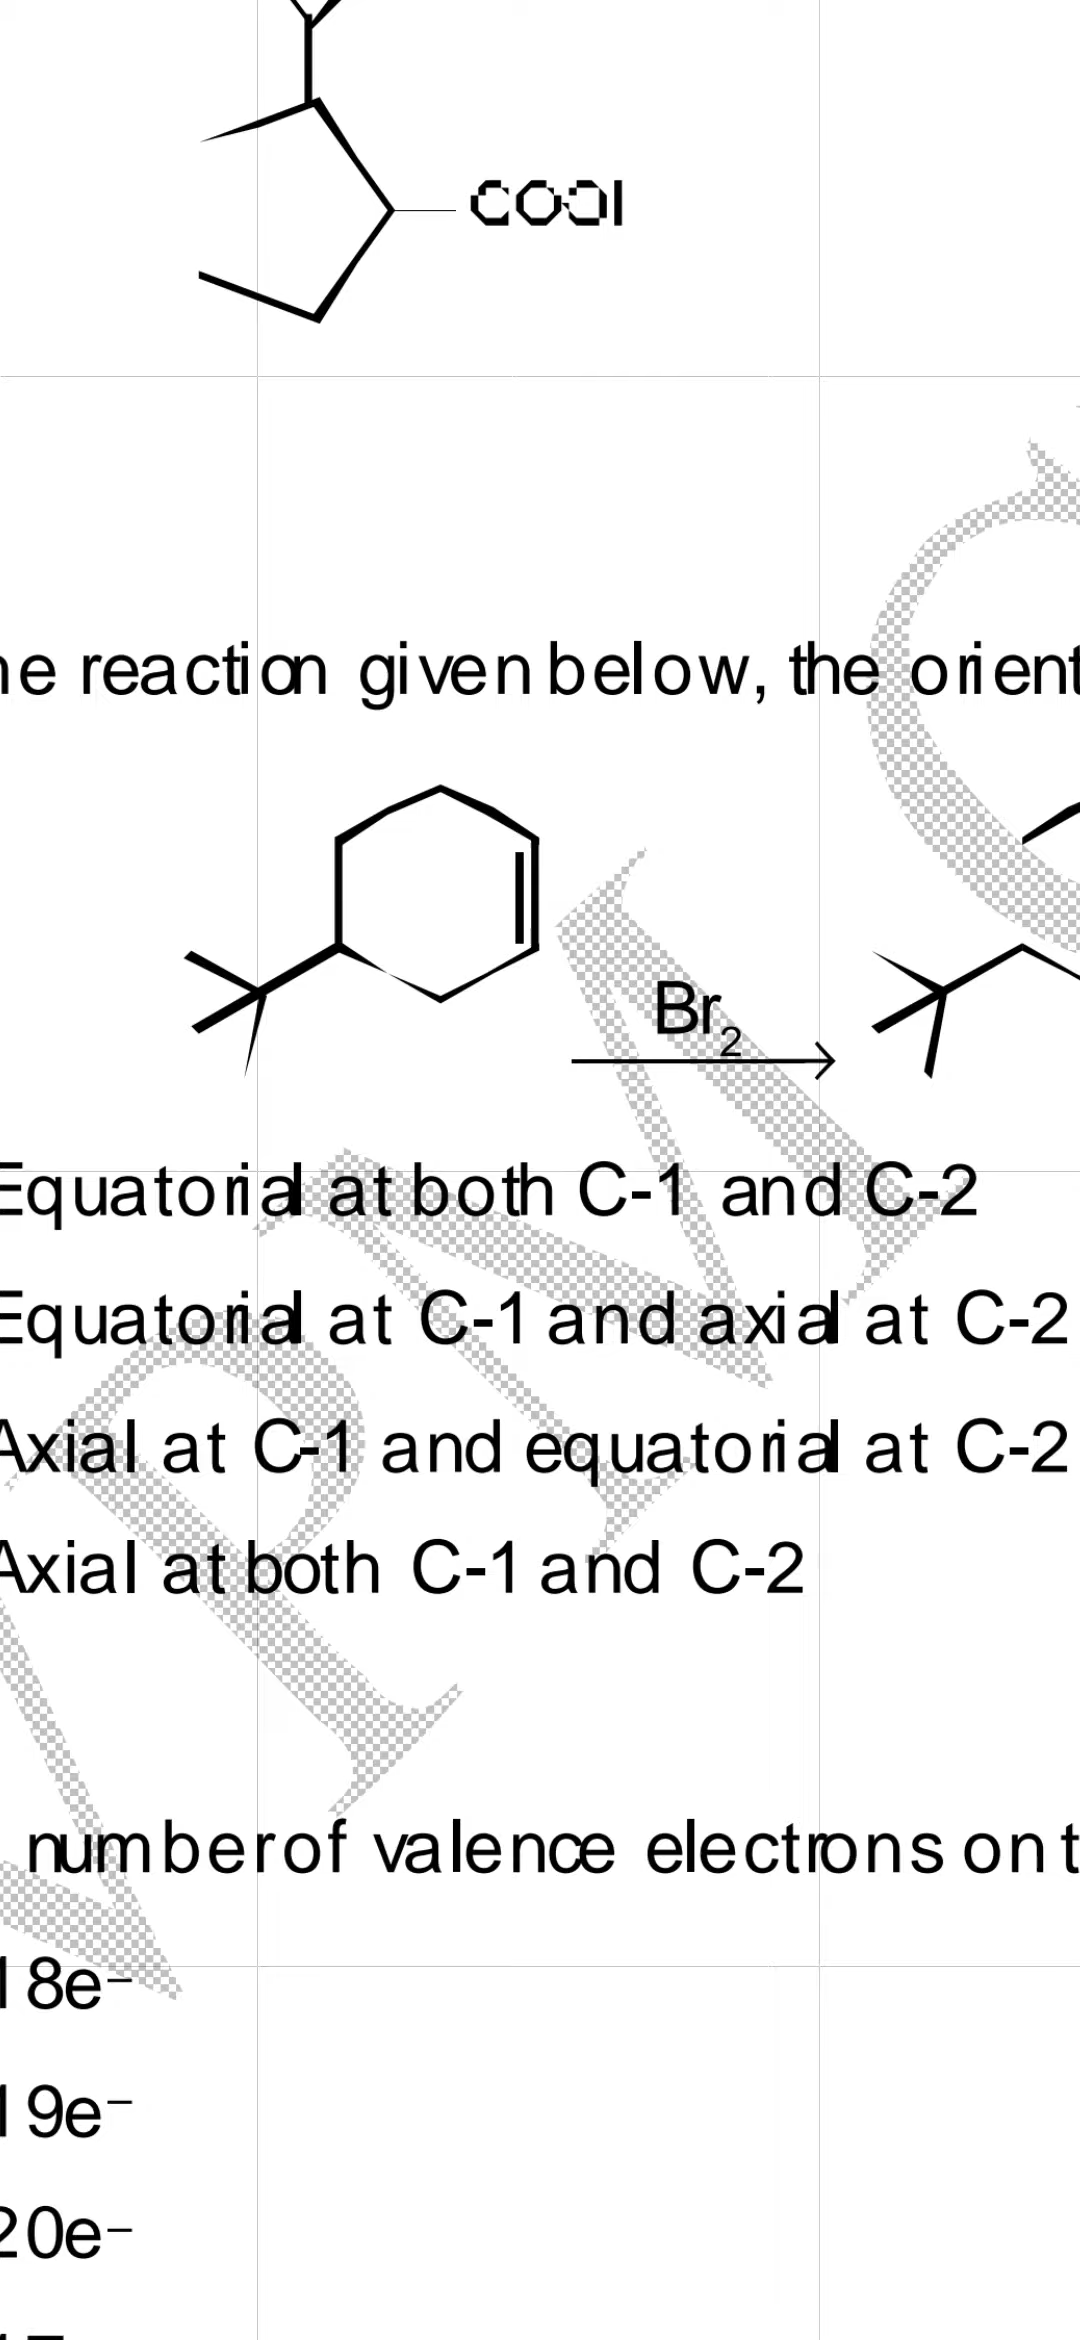 COOI
he reaction given below, the orient
Br2
Equatorial at both C-1 and C-2
Equatorial at C-1 and axial at C-2
Axial at C-1 and equatorial at C-2
Axial at both C-1 and C-2
number of valence electrons on t
18e–
19e–
20e–